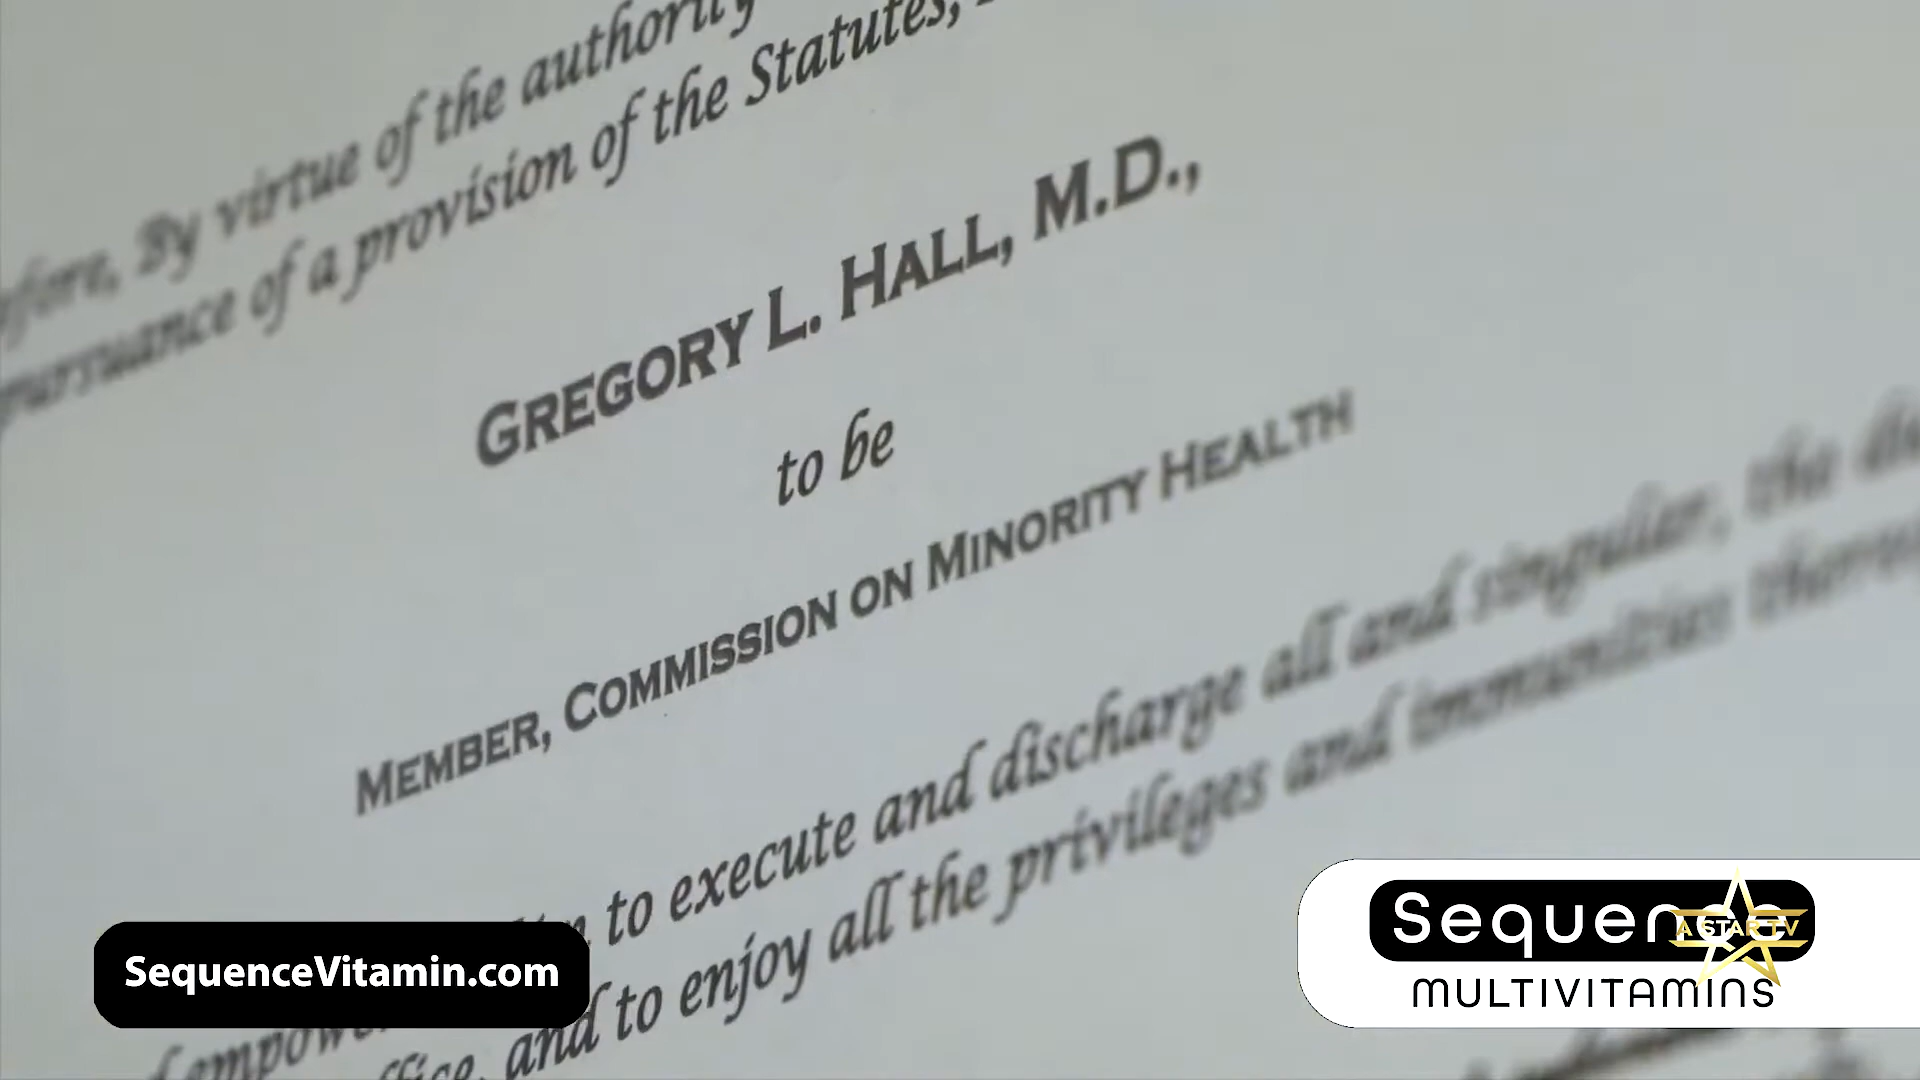 By virtue of the authority
pursuance of a provision of the Statutes,
GREGORY L. HALL, M.D.,
to be
MEMBER, COMMISSION ON MINORITY HEALTH
to execute and discharge all and singular, the
and to enjoy all the privileges and immunities
SequenceVitamin.com
Sequence
A STAR TV
MULTIVITAMINS